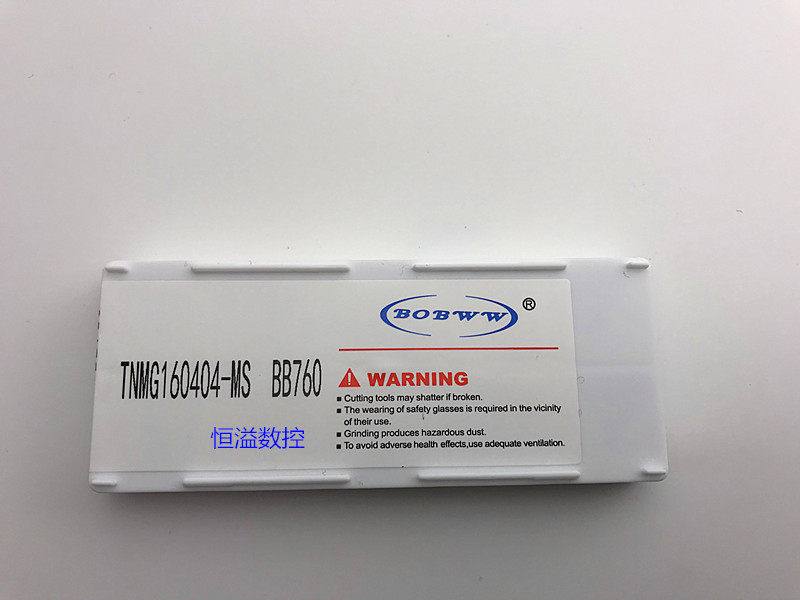 BOBWW®
TNMG160404-MS BB760
恒溢数控
WARNING
■ Cutting tools may shatter if broken.
■ The wearing of safety glasses is required in the vicinity
of their use.
■ Grinding produces hazardous dust.
■ To avoid adverse health effects,use adequate ventilation.